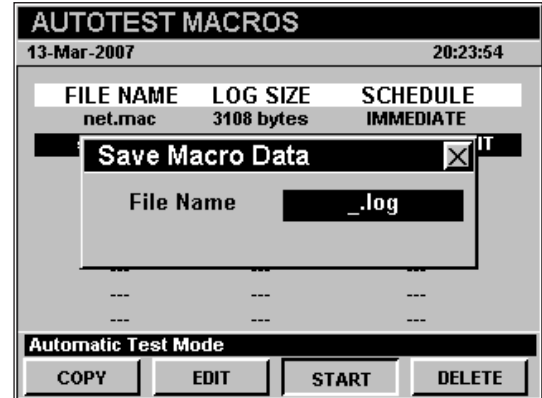 AUTOTEST MACROS
13-Mar-2007 20:23:54
FILE NAME LOG SIZE SCHEDULE
net.mac 3108 bytes IMMEDIATE
IT
Save Macro Data
File Name _.log
--- --- ---
--- --- ---
--- --- ---
Automatic Test Mode
COPY EDIT START DELETE